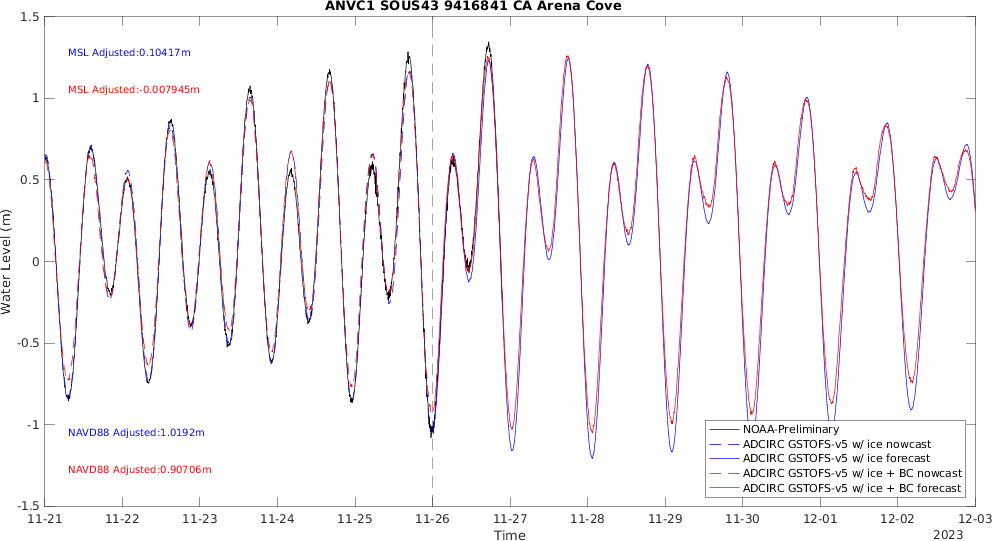 ANVC1 SOUS43 9416841 CA Arena Cove
1.5
1
0.5
0
-0.5
-1
-1.5
Water Level (m)
MSL Adjusted:0.10417m
MSL Adjusted:-0.007945m
NAVD88 Adjusted:1.0192m
NAVD88 Adjusted:0.90706m
NOAA-Preliminary
ADCIRC GSTOFS-v5 w/ ice nowcast
ADCIRC GSTOFS-v5 w/ ice forecast
ADCIRC GSTOFS-v5 w/ ice + BC nowcast
ADCIRC GSTOFS-v5 w/ ice + BC forecast
11-21 11-22 11-23 11-24 11-25 11-26 11-27 11-28 11-29 11-30 12-01 12-02 12-03
Time
2023